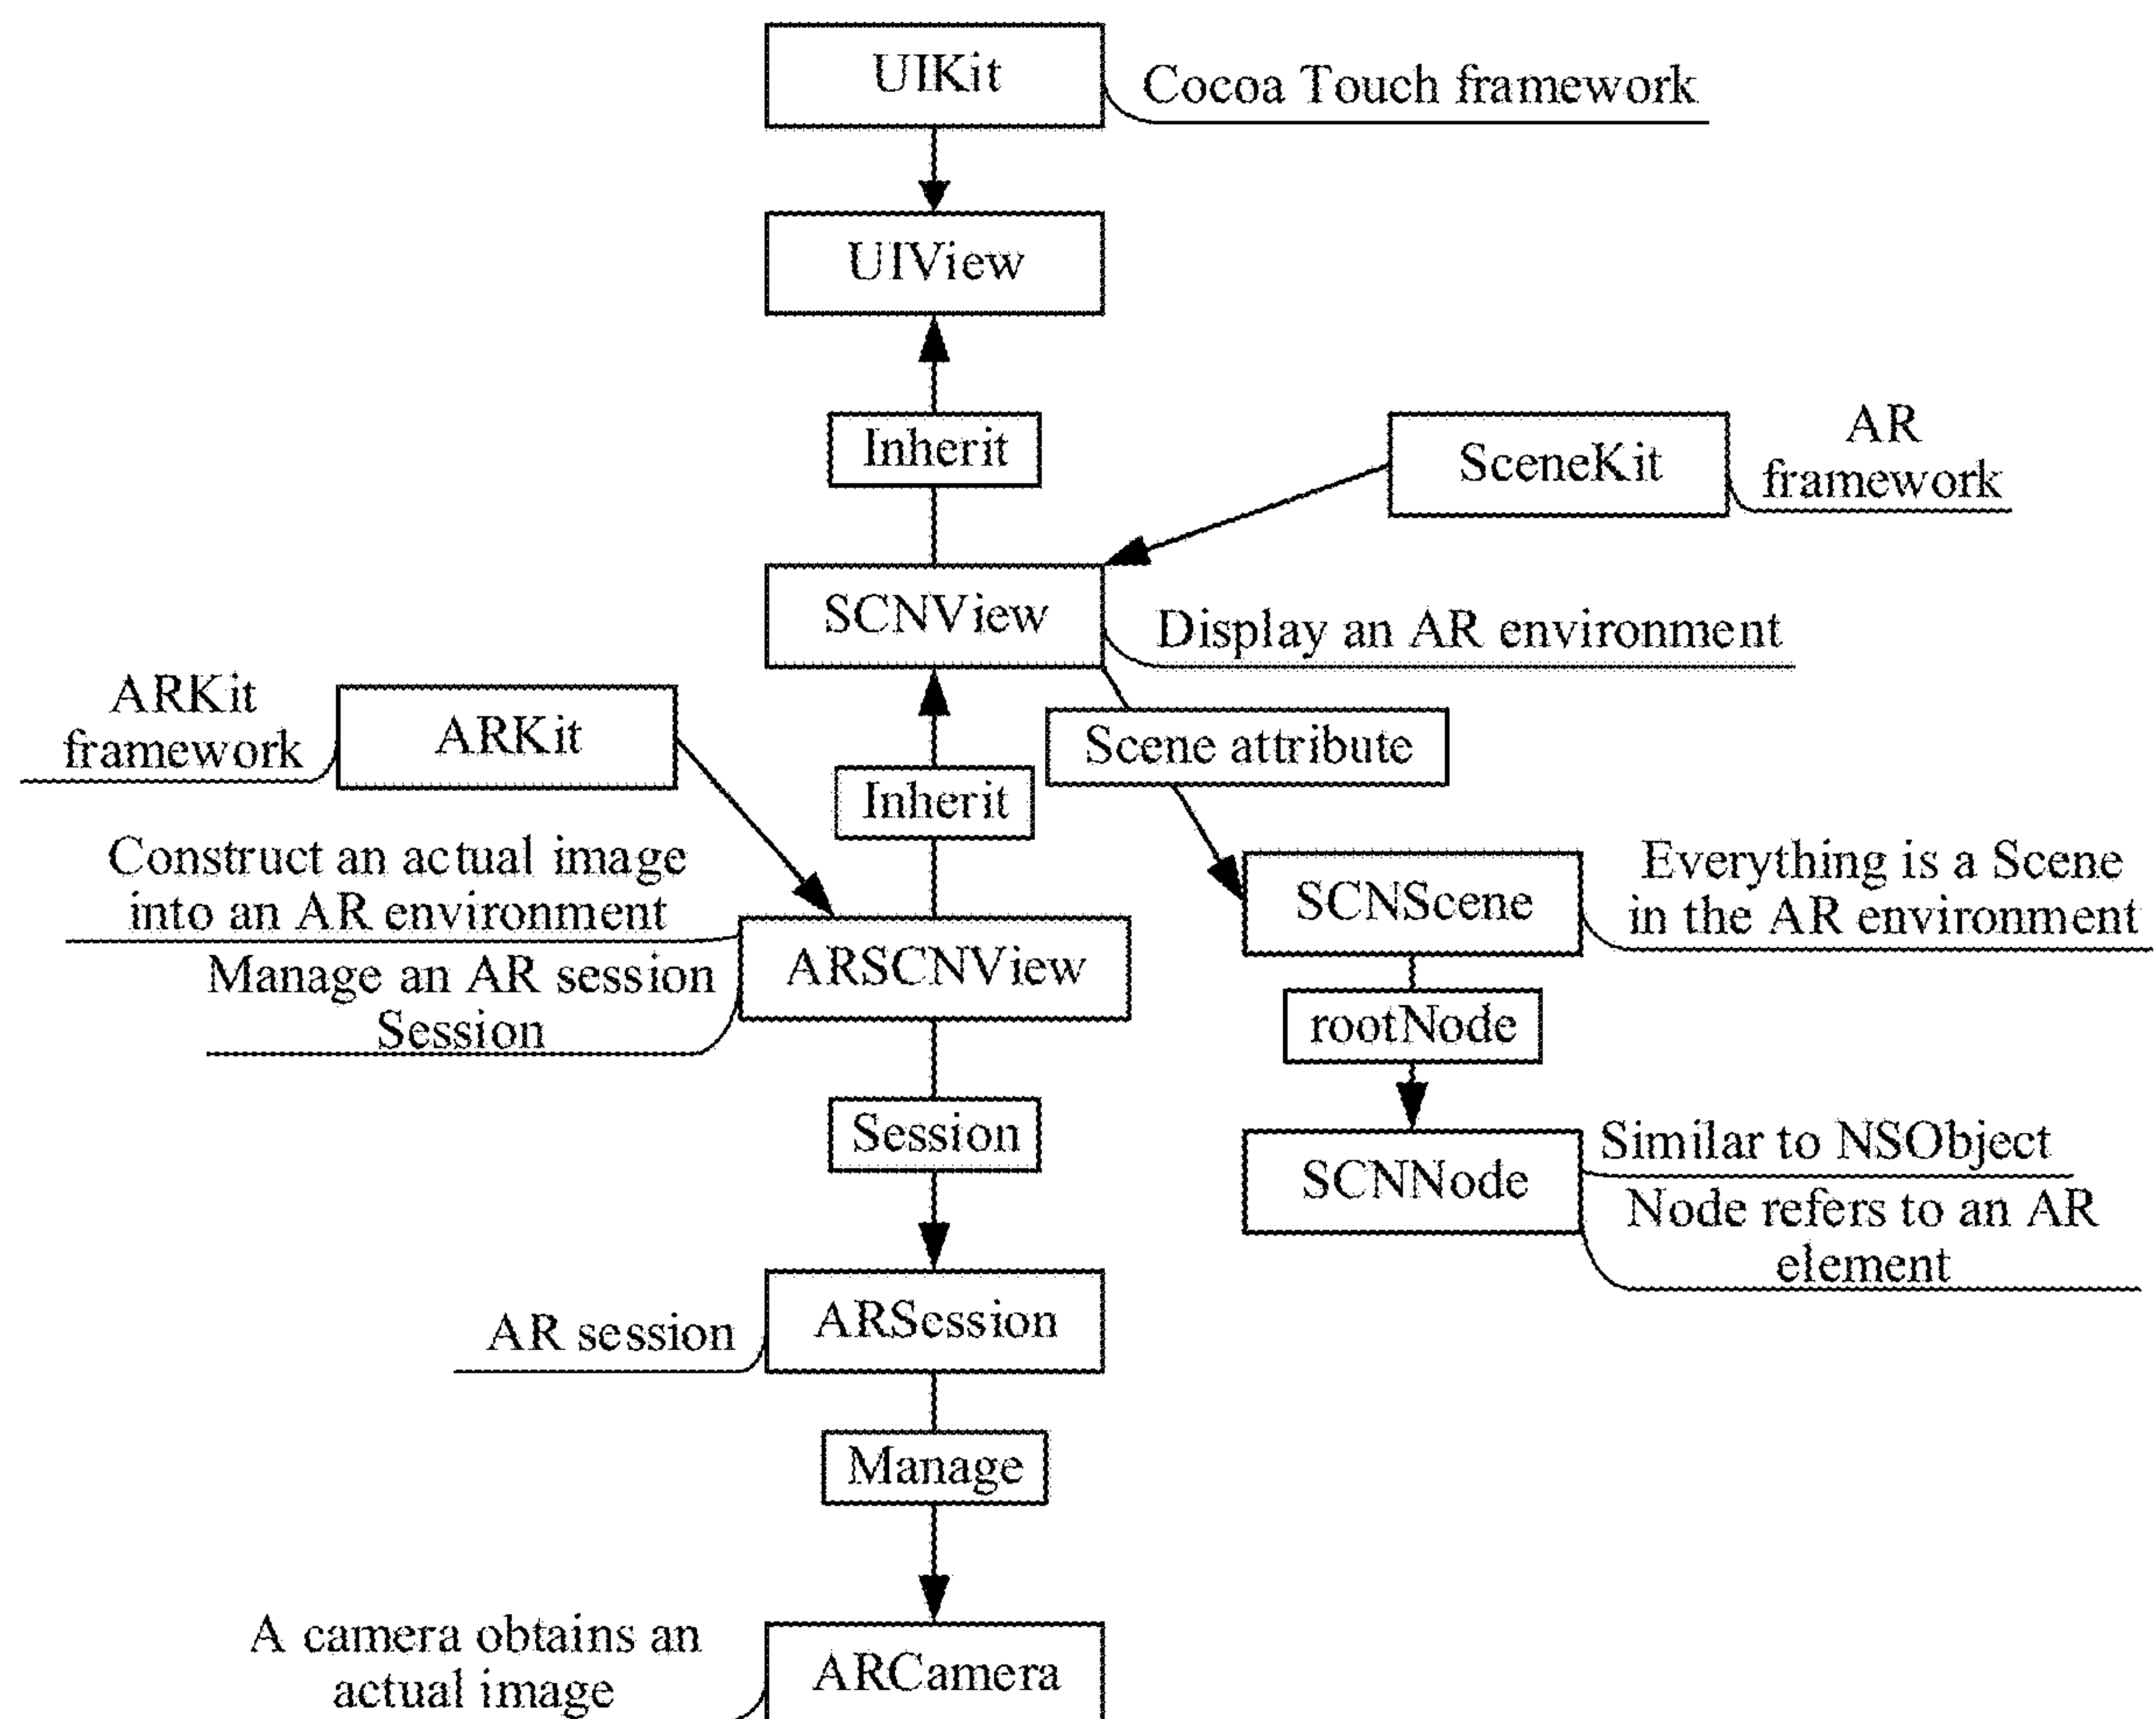 UIKit
Cocoa Touch framework
UIView
Inherit
SceneKit
AR
framework
SCNView
Display an AR environment
ARKit
framework
ARKit
Scene attribute
Inherit
Construct an actual image
into an AR environment
Manage an AR session
Session
ARSCNView
SCNScene
Everything is a Scene
in the AR environment
rootNode
Session
SCNNode
Similar to NSObject
Node refers to an AR
element
AR session
ARSession
Manage
A camera obtains an
actual image
ARCamera